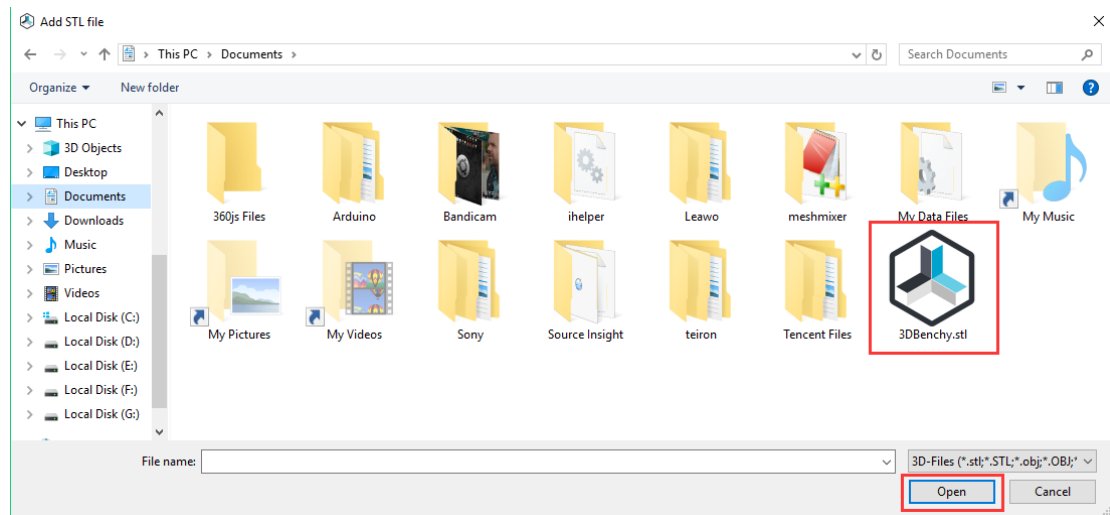 Add STL file
This PC > Documents >
Search Documents
Organize
New folder
This PC
3D Objects
Desktop
Documents
Downloads
Music
Pictures
Videos
Local Disk (C:)
Local Disk (D:)
Local Disk (E:)
Local Disk (F:)
Local Disk (G:)
360js Files
Arduino
Bandicam
ihelper
Leawo
meshmixer
My Data Files
My Music
My Pictures
My Videos
Sony
Source Insight
teiron
Tencent Files
3DBenchy.stl
File name:
3D-Files (*.stl;*.STL;*.obj;*.OBJ;*
Open
Cancel